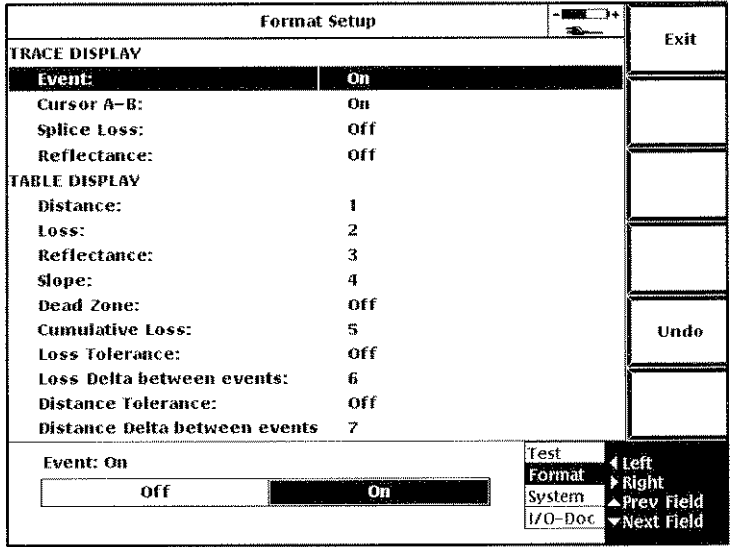 Format Setup
- +
Exit
TRACE DISPLAY
Event: On
Cursor A-B: On
Splice Loss: Off
Reflectance: Off
TABLE DISPLAY
Distance: 1
Loss: 2
Reflectance: 3
Slope: 4
Dead Zone: Off
Cumulative Loss: 5
Undo
Loss Tolerance: Off
Loss Delta between events: 6
Distance Tolerance: Off
Distance Delta between events 7
Event: On
Off On
Test
Format
System
I/O-Doc
Left
Right
Prev Field
Next Field